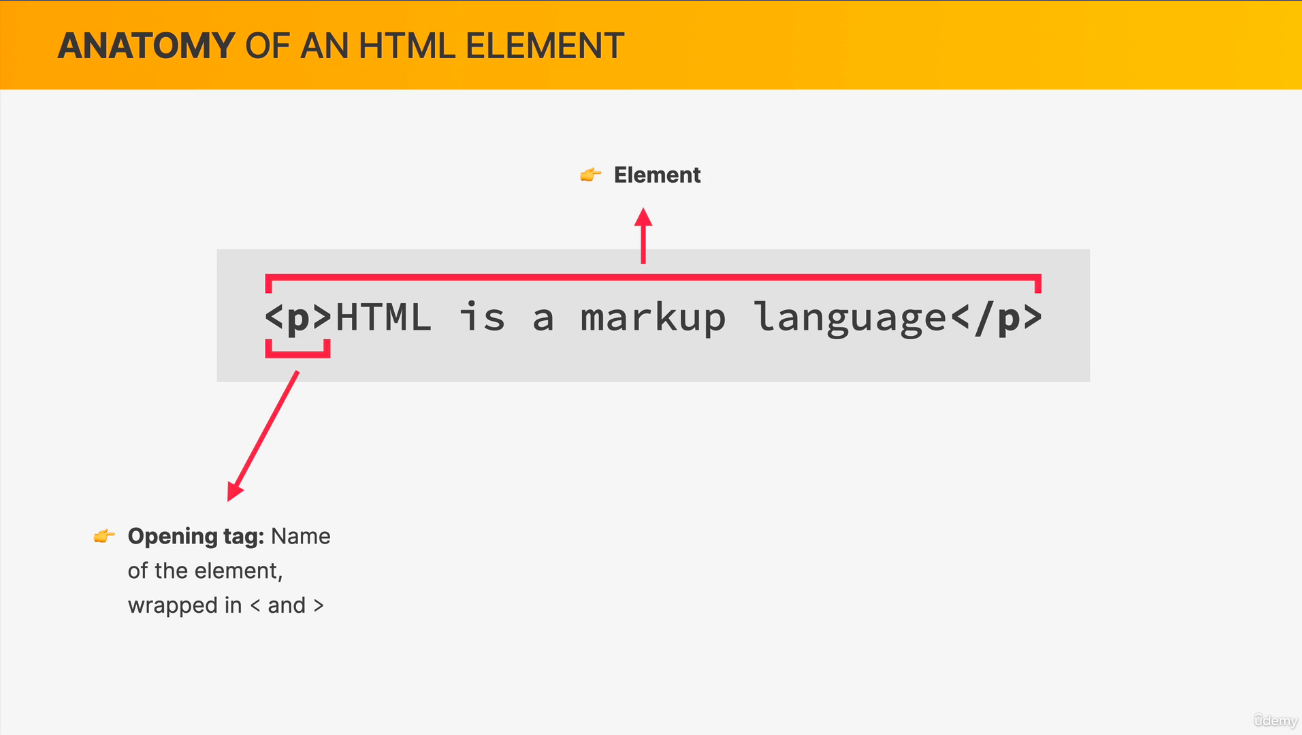 ANATOMY OF AN HTML ELEMENT
👉 Element
<p>HTML is a markup language</p>
👉 Opening tag: Name
of the element,
wrapped in < and >
ûdemy